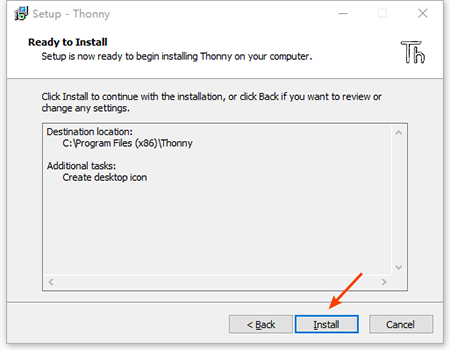 Setup - Thonny
Ready to Install
Setup is now ready to begin installing Thonny on your computer.
Th
Click Install to continue with the installation, or click Back if you want to review or
change any settings.
Destination location:
C:\Program Files (x86)\Thonny
Additional tasks:
Create desktop icon
< Back
Install
Cancel